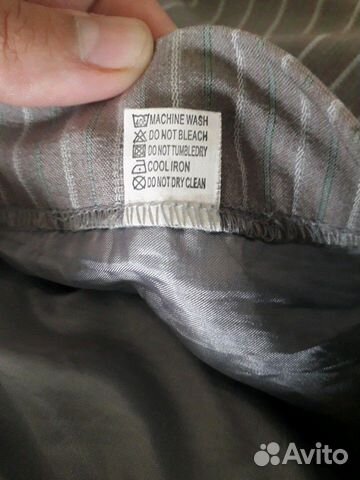 MACHINE WASH
DO NOT BLEACH
DO NOT TUMBLEDRY
COOL IRON
DO NOT DRY CLEAN
Avito